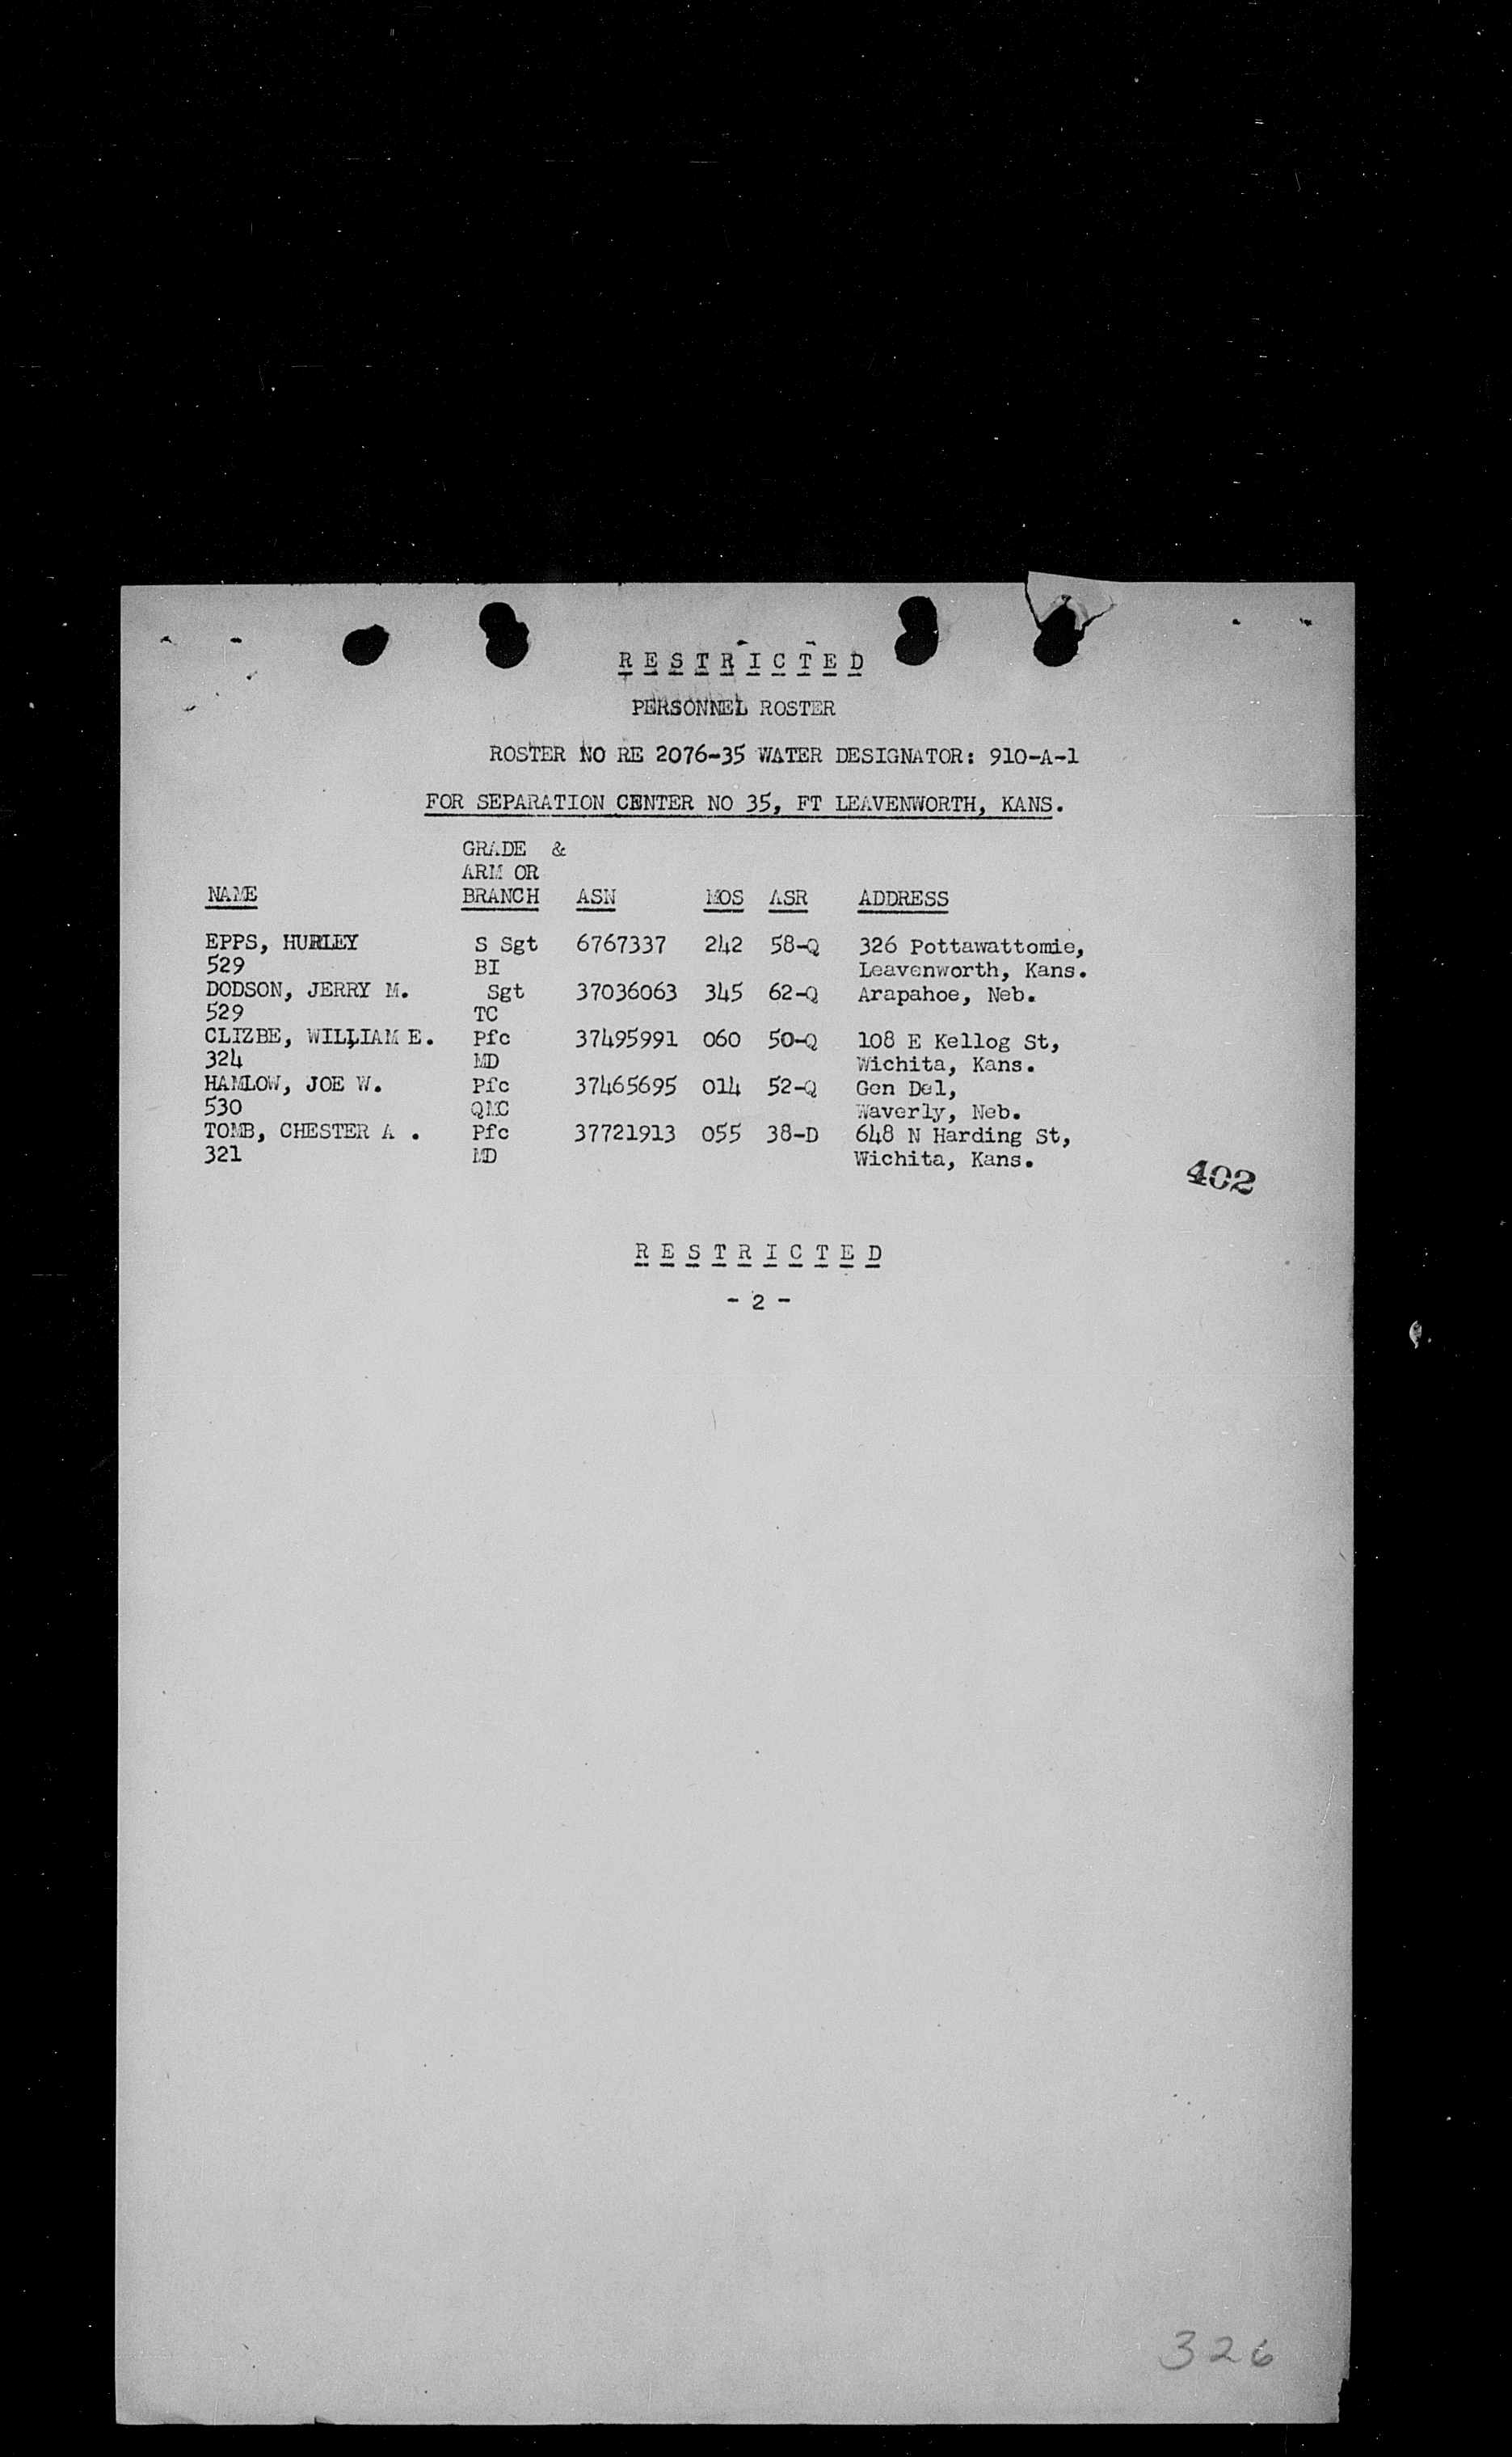 RESTRICTED
PERSONNEL ROSTER
ROSTER NO RE 2076-35 WATER DESIGNATOR: 910-A-1
FOR SEPARATION CENTER NO 35, FT LEAVENWORTH, KANS.
GRADE &
ARM OR
NAME BRANCH ASN MOS ASR ADDRESS
EPPS, HURLEY S Sgt 6767337 242 58-Q 326 Pottawattomie,
529 BI Leavenworth, Kans.
DODSON, JERRY M. Sgt 37036063 345 62-Q Arapahoe, Neb.
529 TC
CLIZBE, WILLIAM E. Pfc 37495991 060 50-Q 108 E Kellog St,
324 MD Wichita, Kans.
HAMLOW, JOE W. Pfc 37465695 014 52-Q Gen Del,
530 QMC Waverly, Neb.
TOMB, CHESTER A . Pfc 37721913 055 38-D 648 N Harding St,
321 MD Wichita, Kans.
402
RESTRICTED
- 2 -
326